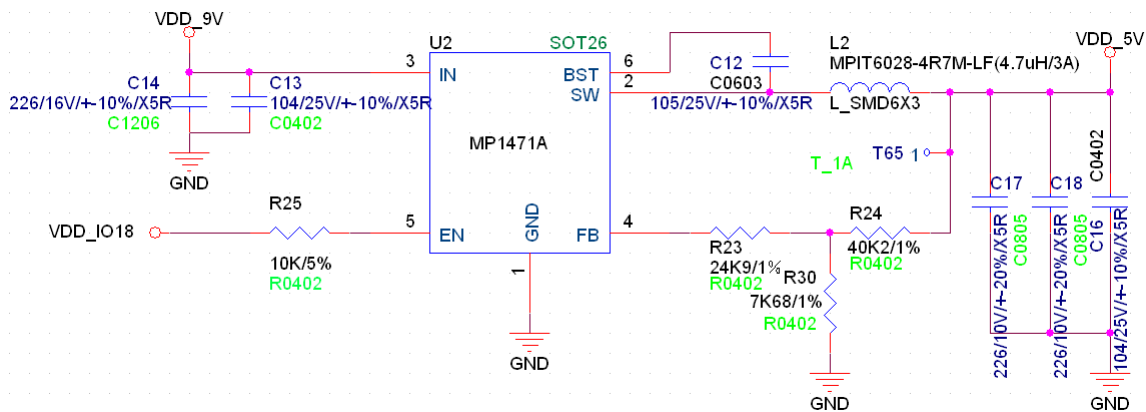 VDD_9V
U2
SOT26
L2
MPIT6028-4R7M-LF(4.7uH/3A)
VDD_5V
C14
226/16V/+-10%/X5R
C1206
C13
104/25V/+-10%/X5R
C0402
3
IN
6
BST
2
SW
C12
C0603
105/25V/+-10%/X5R
L_SMD6X3
MP1471A
GND
T_1A
T65
1
C0402
C17
226/10V/+-20%/X5R
C0805
C18
226/10V/+-20%/X5R
C0805
C16
104/25V/+-10%/X5R
VDD_IO18
R25
10K/5%
R0402
5
EN
GND
1
FB
4
R23
24K9/1%
R0402
R24
40K2/1%
R0402
R30
7K68/1%
R0402
GND
GND
GND